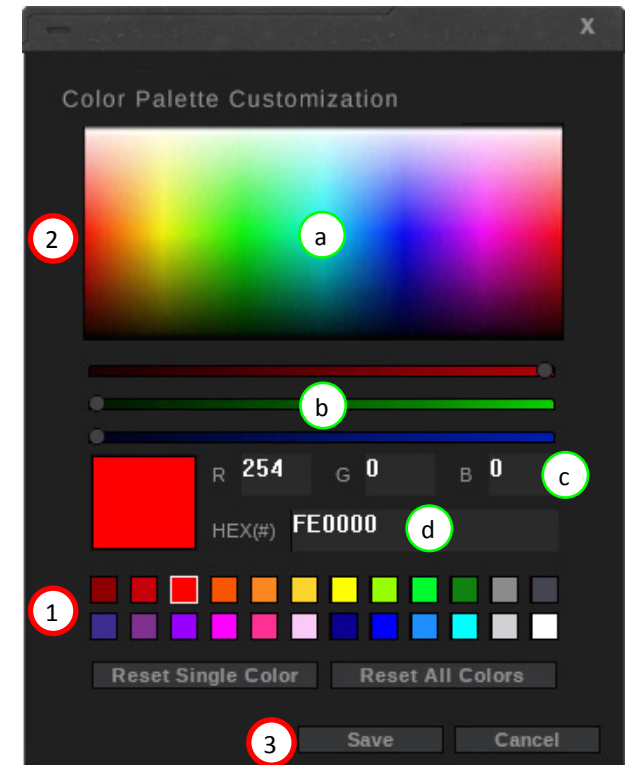 X
Color Palette Customization
2
a
b
R 254 G 0 B 0 c
HEX(#) FE0000 d
1
Reset Single Color Reset All Colors
3 Save Cancel